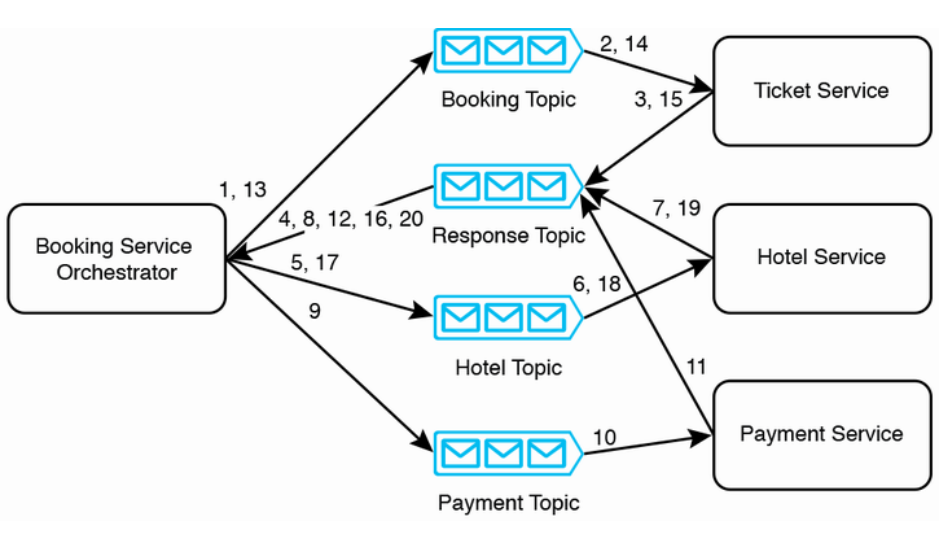 2, 14
Booking Topic
Ticket Service
3, 15
1, 13
4, 8, 12, 16, 20
Response Topic
7, 19
Booking Service
Orchestrator
Hotel Service
5, 17
6, 18
9
Hotel Topic
11
10
Payment Service
Payment Topic